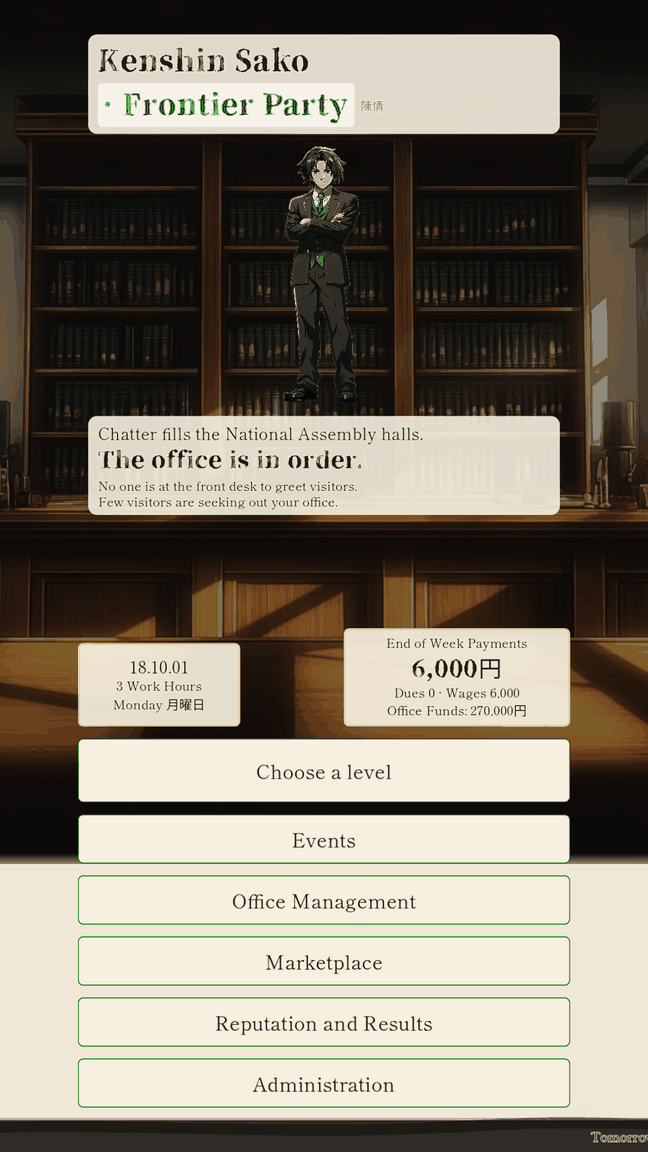 Kenshin Sako
・Frontier Party 陳情
Chatter fills the National Assembly halls.
The office is in order.
No one is at the front desk to greet visitors.
Few visitors are seeking out your office.
18.10.01
3 Work Hours
Monday 月曜日
End of Week Payments
6,000円
Dues 0 · Wages 6,000
Office Funds: 270,000円
Choose a level
Events
Office Management
Marketplace
Reputation and Results
Administration